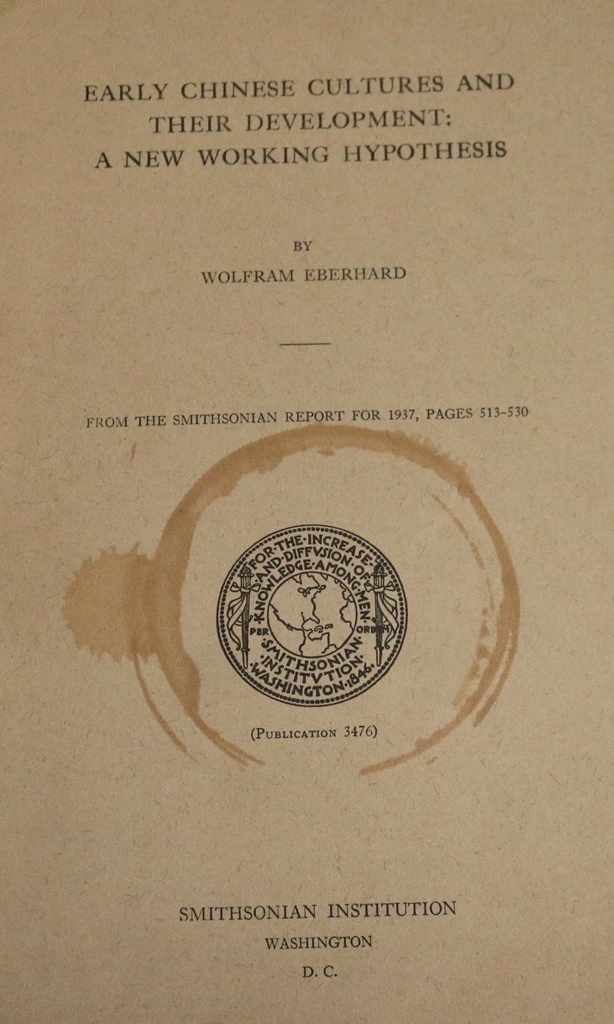 EARLY CHINESE CULTURES AND
THEIR DEVELOPMENT:
A NEW WORKING HYPOTHESIS
BY
WOLFRAM EBERHARD
FROM THE SMITHSONIAN REPORT FOR 1937, PAGES 513–530
FOR·THE·INCREASE
·AND·DIFFVSION·OF·
KNOWLEDGE·AMONG·MEN·
PER ORBEM
·SMITHSONIAN·
·INSTITVTION·
WASHINGTON·1846·
(PUBLICATION 3476)
SMITHSONIAN INSTITUTION
WASHINGTON
D. C.